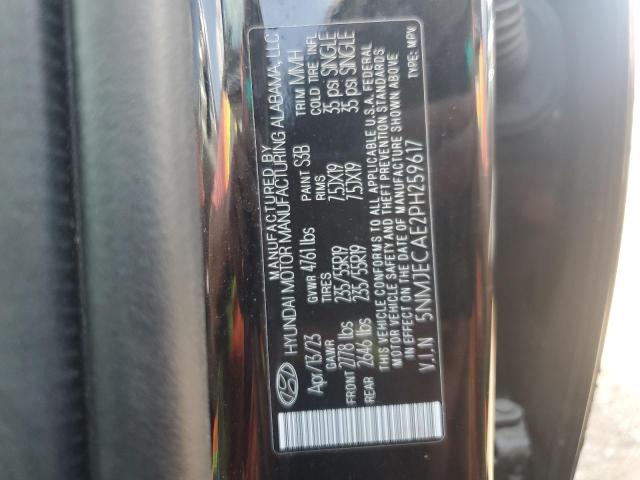 MANUFACTURED BY
HYUNDAI MOTOR MANUFACTURING ALABAMA, LLC
Apr/13/23 GVWR 4761 lbs PAINT S3B TRIM MMH
GAWR TIRES RIMS COLD TIRE INFL
FRONT 2778 lbs 235/55R19 7.5JX19 35 psi SINGLE
REAR 2646 lbs 235/55R19 7.5JX19 35 psi SINGLE
THIS VEHICLE CONFORMS TO ALL APPLICABLE U.S.A. FEDERAL
MOTOR VEHICLE SAFETY AND THEFT PREVENTION STANDARDS
IN EFFECT ON THE DATE OF MANUFACTURE SHOWN ABOVE
V.I.N 5NMJECAE2PH259617 TYPE: MPV